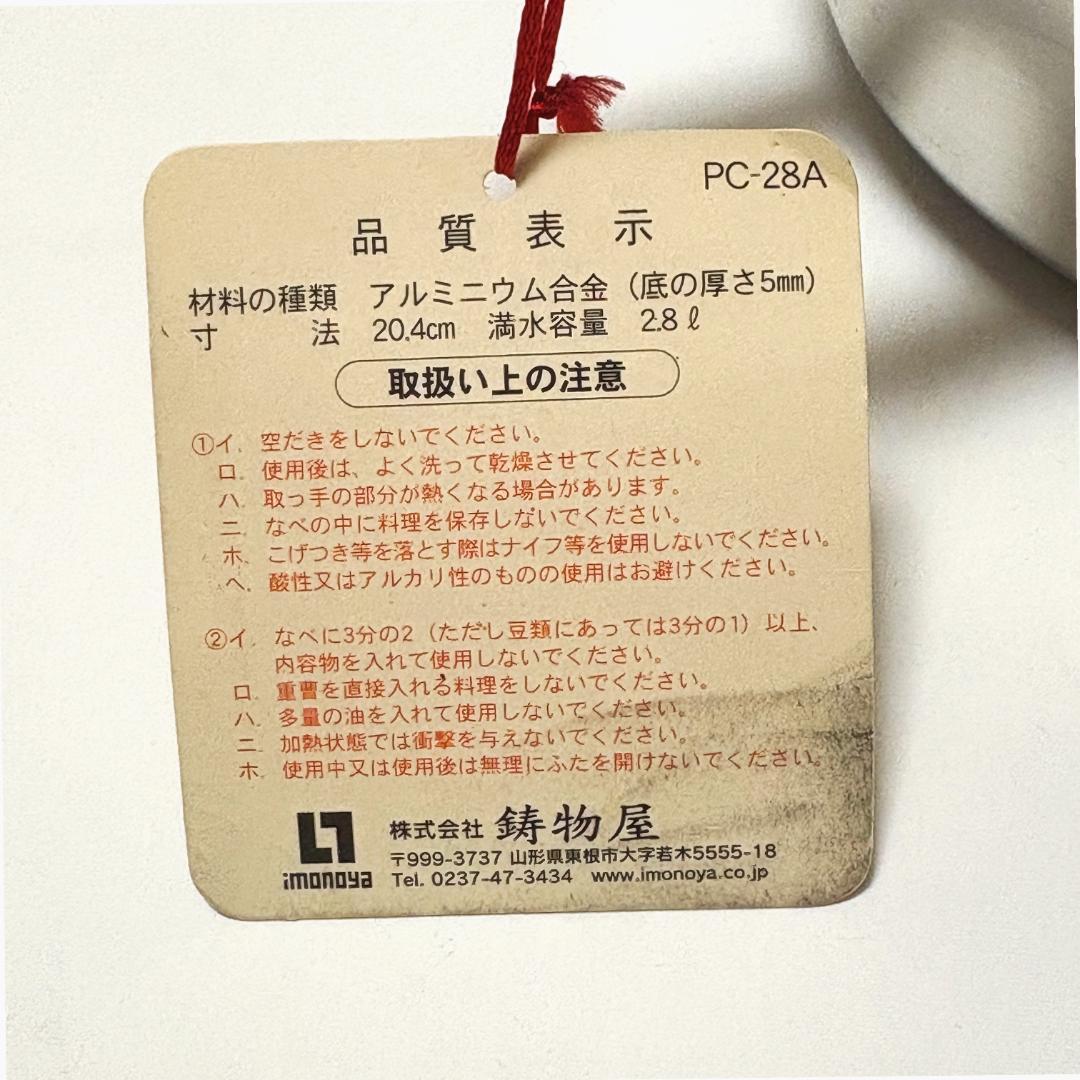 PC-28A
品質表示
材料の種類 アルミニウム合金（底の厚さ5mm）
寸法 20.4cm 満水容量 2.8ℓ
取扱い上の注意
①イ. 空だきをしないでください。
ロ. 使用後は、よく洗って乾燥させてください。
ハ. 取っ手の部分が熱くなる場合があります。
ニ. なべの中に料理を保存しないでください。
ホ. こげつき等を落とす際はナイフ等を使用しないでください。
ヘ. 酸性又はアルカリ性のものの使用はお避けください。
②イ. なべに3分の2（ただし豆類にあっては3分の1）以上、
内容物を入れて使用しないでください。
ロ. 重曹を直接入れる料理をしないでください。
ハ. 多量の油を入れて使用しないでください。
ニ. 加熱状態では衝撃を与えないでください。
ホ. 使用中又は使用後は無理にふたを開けないでください。
imonoya
株式会社 鋳物屋
〒999-3737 山形県東根市大字若木5555-18
Tel. 0237-47-3434 www.imonoya.co.jp